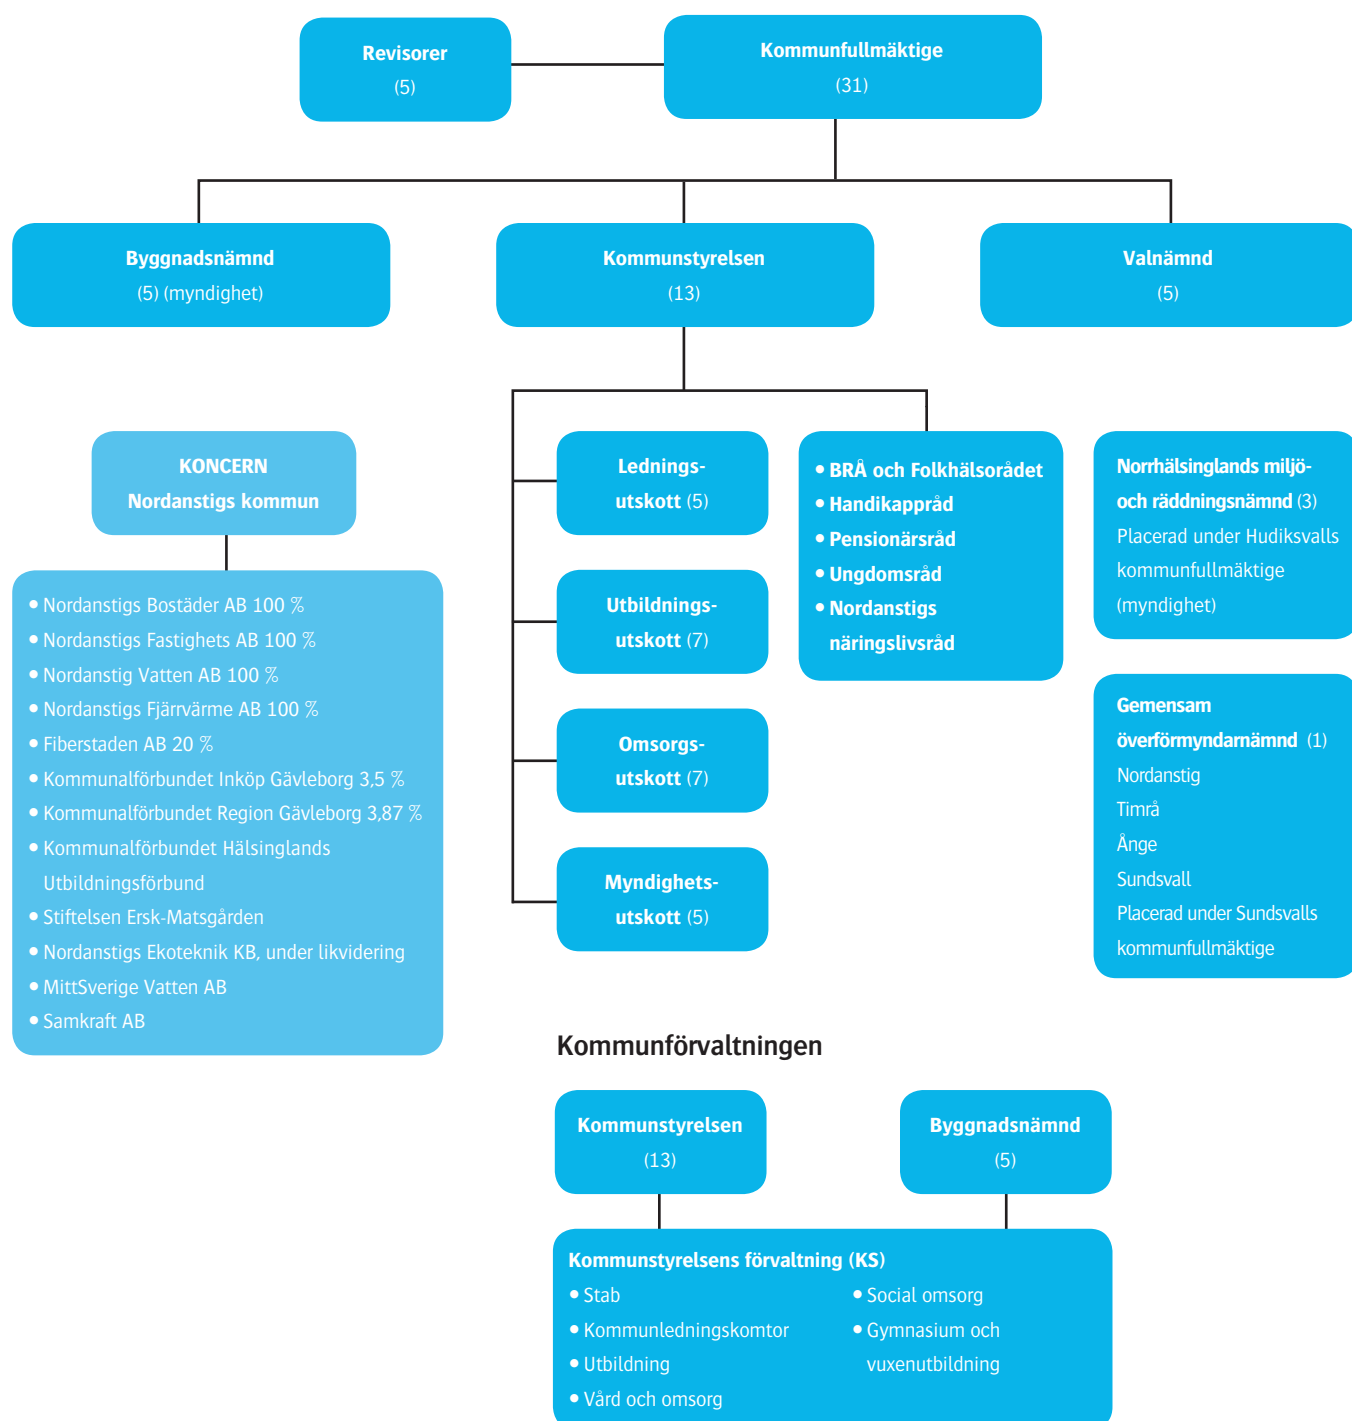 Revisorer
(5)
Kommunfullmäktige
(31)
Byggnadsnämnd
(5) (myndighet)
Kommunstyrelsen
(13)
Valnämnd
(5)
KONCERN
Nordanstigs kommun
• Nordanstigs Bostäder AB 100 %
• Nordanstigs Fastighets AB 100 %
• Nordanstig Vatten AB 100 %
• Nordanstigs Fjärrvärme AB 100 %
• Fiberstaden AB 20 %
• Kommunalförbundet Inköp Gävleborg 3,5 %
• Kommunalförbundet Region Gävleborg 3,87 %
• Kommunalförbundet Hälsinglands
Utbildningsförbund
• Stiftelsen Ersk-Matsgården
• Nordanstigs Ekoteknik KB, under likvidering
• MittSverige Vatten AB
• Samkraft AB
Lednings-
utskott (5)
Utbildnings-
utskott (7)
Omsorgs-
utskott (7)
Myndighets-
utskott (5)
• BRÅ och Folkhälsorådet
• Handikappråd
• Pensionärsråd
• Ungdomsråd
• Nordanstigs
näringslivsråd
Norrhälsinglands miljö-
och räddningsnämnd (3)
Placerad under Hudiksvalls
kommunfullmäktige
(myndighet)
Gemensam
överförmyndarnämnd (1)
Nordanstig
Timrå
Ånge
Sundsvall
Placerad under Sundsvalls
kommunfullmäktige
Kommunförvaltningen
Kommunstyrelsen
(13)
Byggnadsnämnd
(5)
Kommunstyrelsens förvaltning (KS)
• Stab
• Kommunledningskomtor
• Utbildning
• Vård och omsorg
• Social omsorg
• Gymnasium och
vuxenutbildning